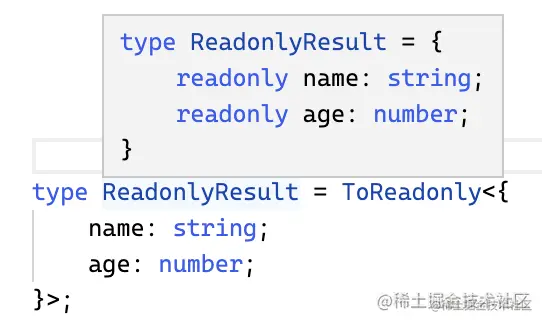 type ReadonlyResult = {
    readonly name: string;
    readonly age: number;
}
type ReadonlyResult = ToReadonly<{
    name: string;
    age: number;
}>;
@稀土掘金技术社区